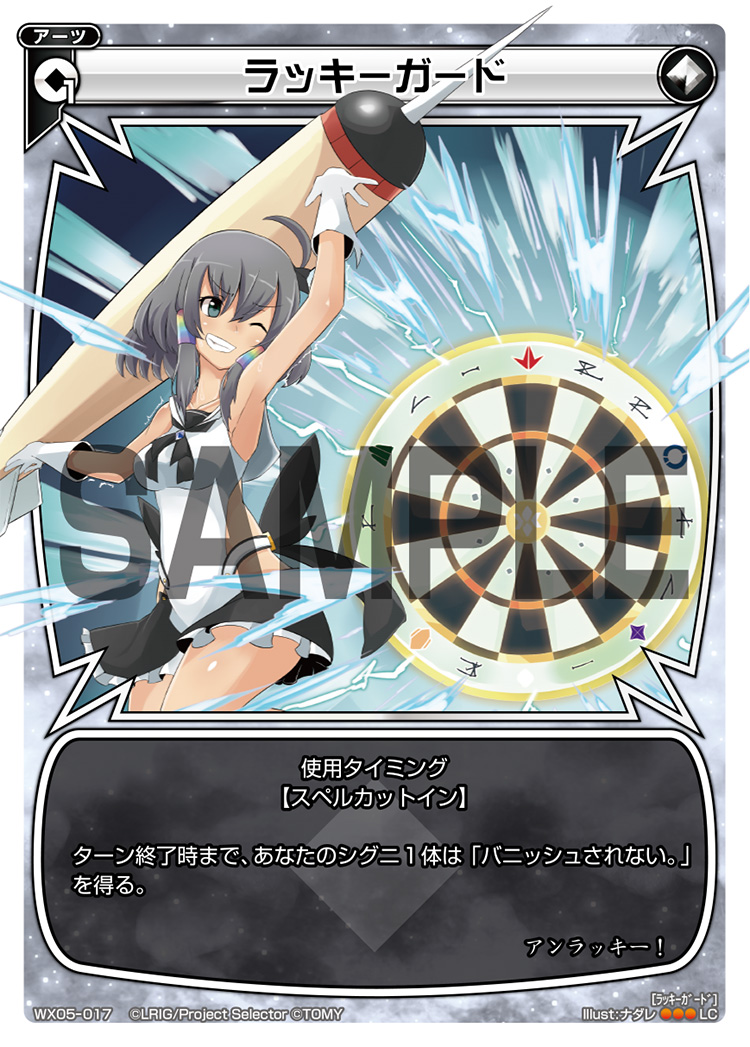 アーツ
ラッキーガード
1
SAMPLE
使用タイミング
【スペルカットイン】
ターン終了時まで、あなたのシグニ1体は「バニッシュされない。」
を得る。
アンラッキー!
[ラッキーガード]
WX05-017 ©LRIG/Project Selector ©TOMY Illust:ナダレ LC